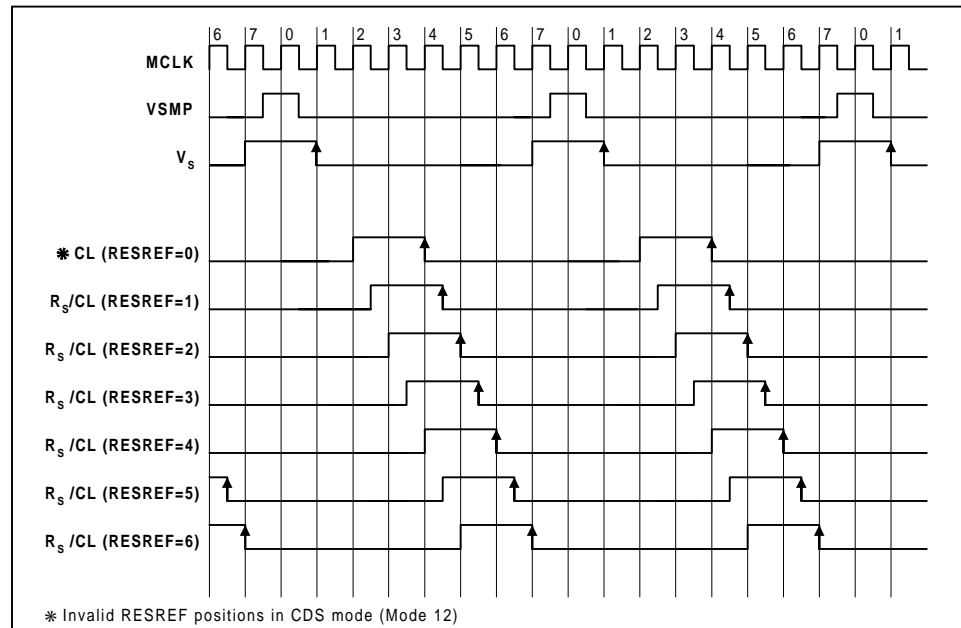 6 7 0 1 2 3 4 5 6 7 0 1 2 3 4 5 6 7 0 1
MCLK
VSMP
VS
✱ CL (RESREF=0)
RS/CL (RESREF=1)
RS /CL (RESREF=2)
RS /CL (RESREF=3)
RS /CL (RESREF=4)
RS /CL (RESREF=5)
RS /CL (RESREF=6)
✱ Invalid RESREF positions in CDS mode (Mode 12)